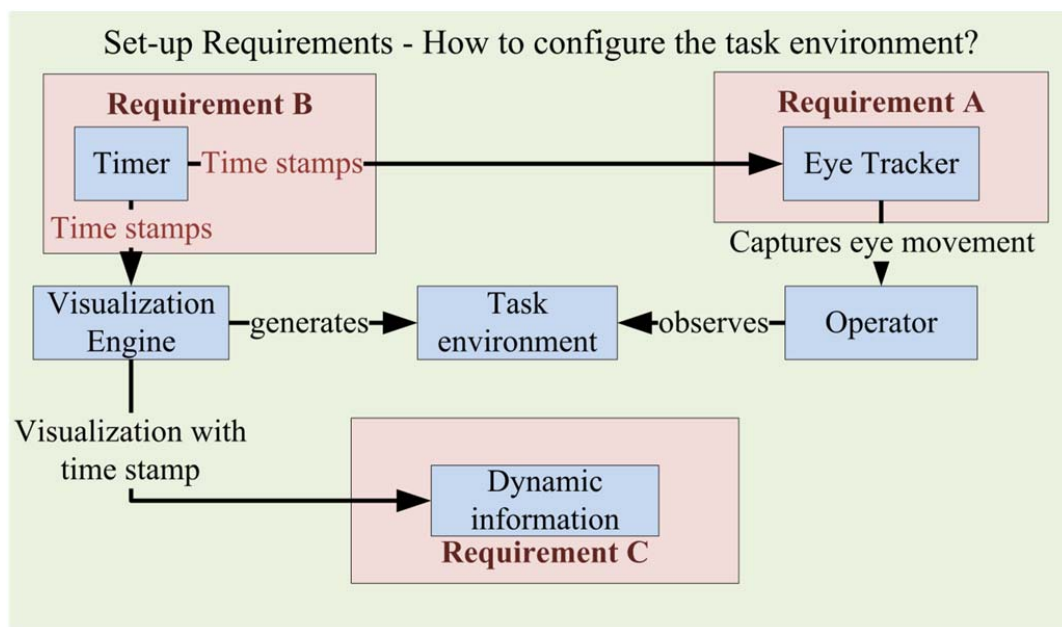 Set-up Requirements - How to configure the task environment?
Requirement B
Requirement A
Timer
Time stamps
Eye Tracker
Time stamps
Captures eye movement
Visualization
Engine
generates
Task
environment
observes
Operator
Visualization with
time stamp
Dynamic
information
Requirement C